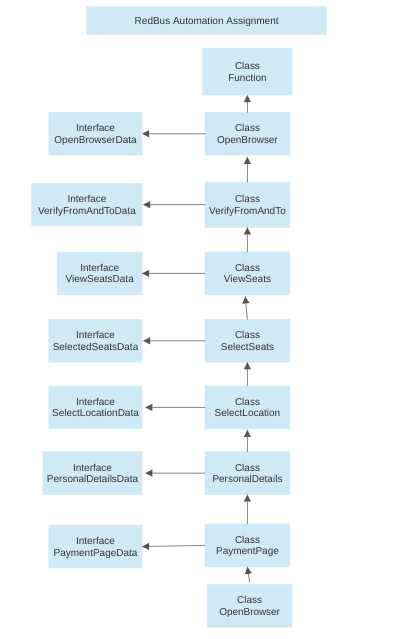 RedBus Automation Assignment
Class
Function
Interface
OpenBrowserData
Class
OpenBrowser
Interface
VerifyFromAndToData
Class
VerifyFromAndTo
Interface
ViewSeatsData
Class
ViewSeats
Interface
SelectedSeatsData
Class
SelectSeats
Interface
SelectLocationData
Class
SelectLocation
Interface
PersonalDetailsData
Class
PersonalDetails
Interface
PaymentPageData
Class
PaymentPage
Class
OpenBrowser